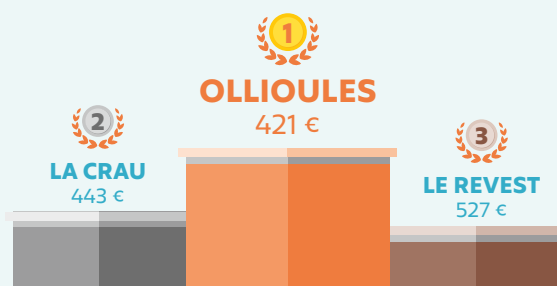 1
OLLIOULES
421 €
2
LA CRAU
443 €
3
LE REVEST
527 €